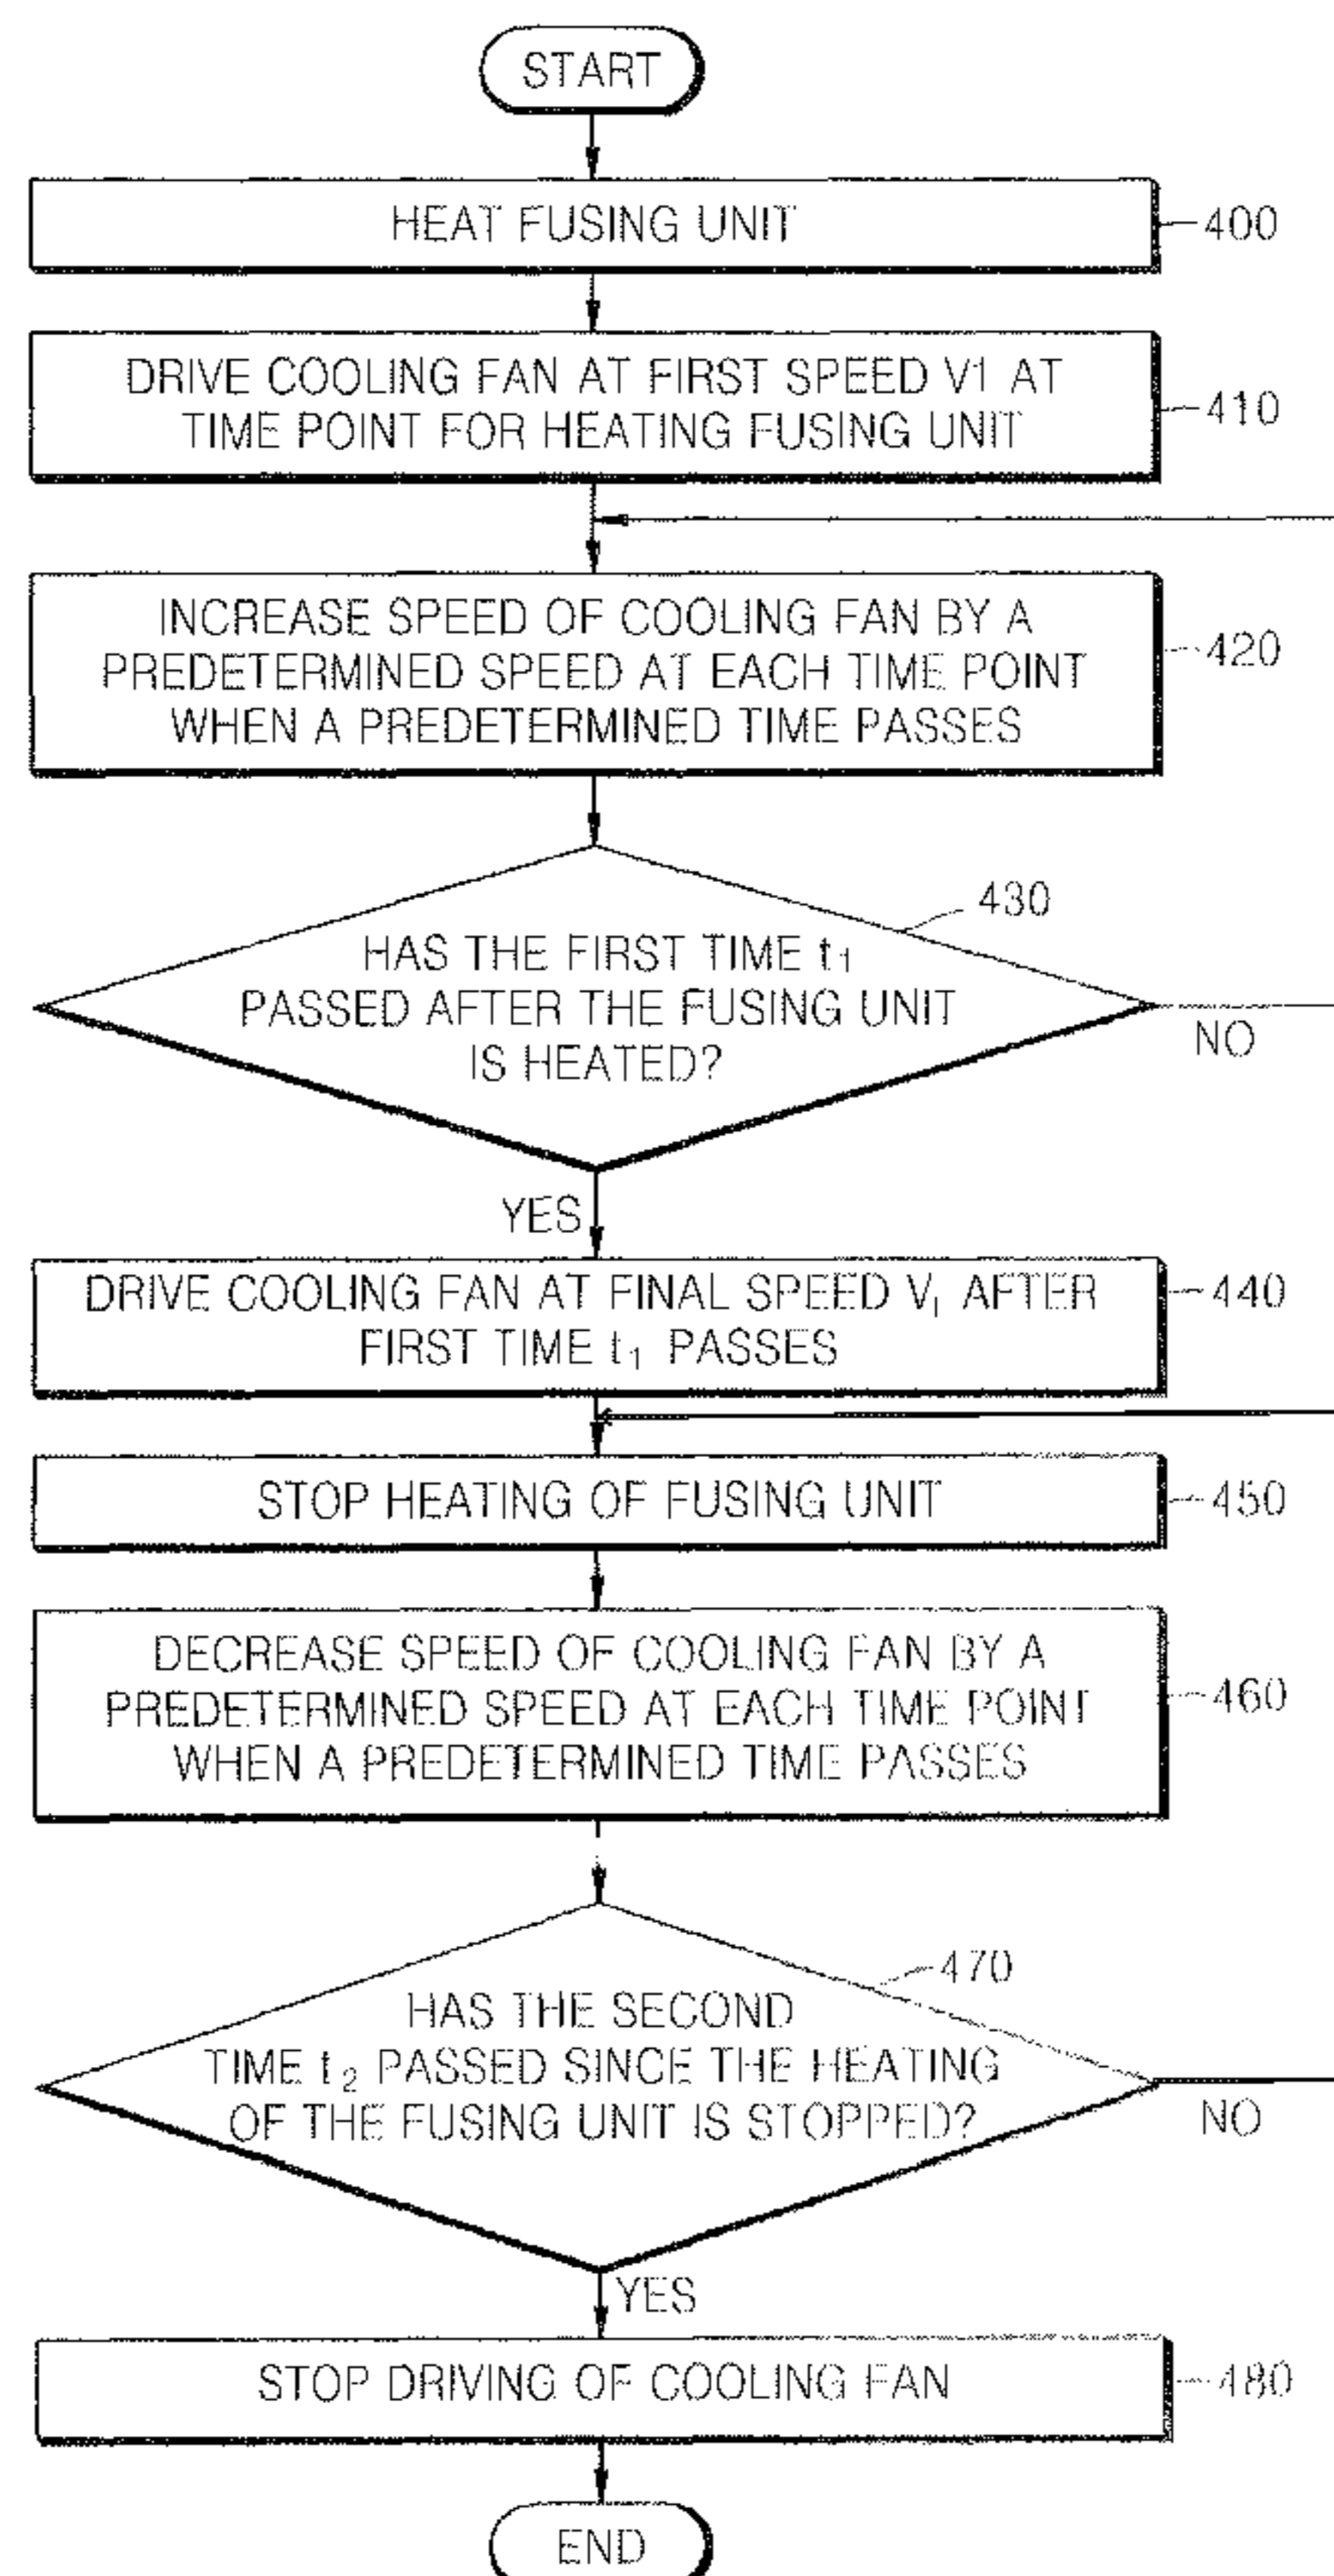 START
HEAT FUSING UNIT
400
DRIVE COOLING FAN AT FIRST SPEED V1 AT
TIME POINT FOR HEATING FUSING UNIT
410
INCREASE SPEED OF COOLING FAN BY A
PREDETERMINED SPEED AT EACH TIME POINT
WHEN A PREDETERMINED TIME PASSES
420
430
HAS THE FIRST TIME t₁
PASSED AFTER THE FUSING UNIT
IS HEATED?
NO
YES
DRIVE COOLING FAN AT FINAL SPEED Vₗ AFTER
FIRST TIME t₁ PASSES
440
STOP HEATING OF FUSING UNIT
450
DECREASE SPEED OF COOLING FAN BY A
PREDETERMINED SPEED AT EACH TIME POINT
WHEN A PREDETERMINED TIME PASSES
460
470
HAS THE SECOND
TIME t₂ PASSED SINCE THE HEATING
OF THE FUSING UNIT IS STOPPED?
NO
YES
STOP DRIVING OF COOLING FAN
480
END